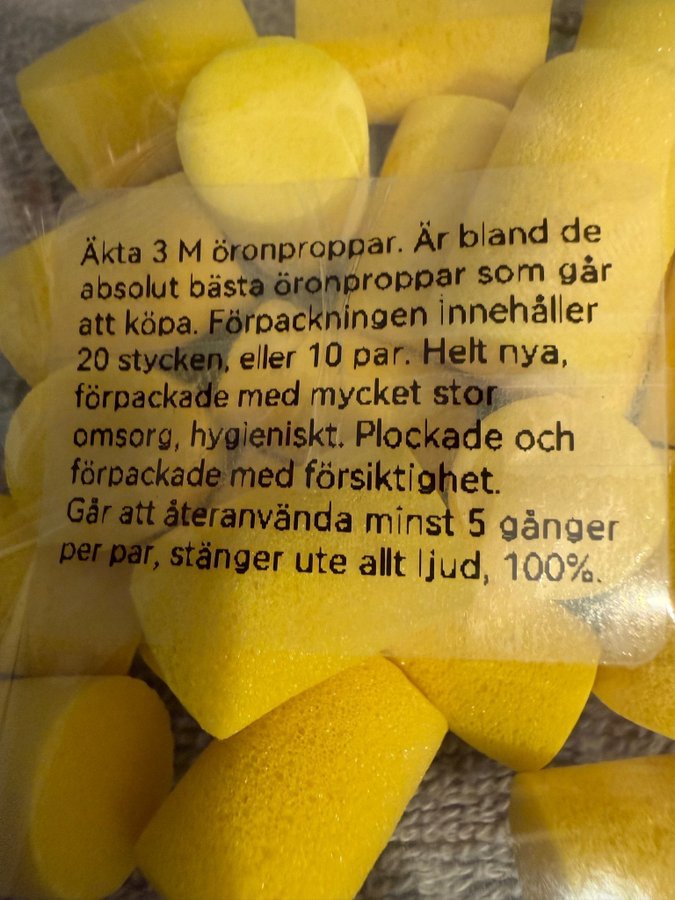 Äkta 3 M öronproppar. Är bland de
absolut bästa öronproppar som går
att köpa. Förpackningen innehåller
20 stycken, eller 10 par. Helt nya,
förpackade med mycket stor
omsorg, hygieniskt. Plockade och
förpackade med försiktighet.
Går att återanvända minst 5 gånger
per par, stänger ute allt ljud, 100%.